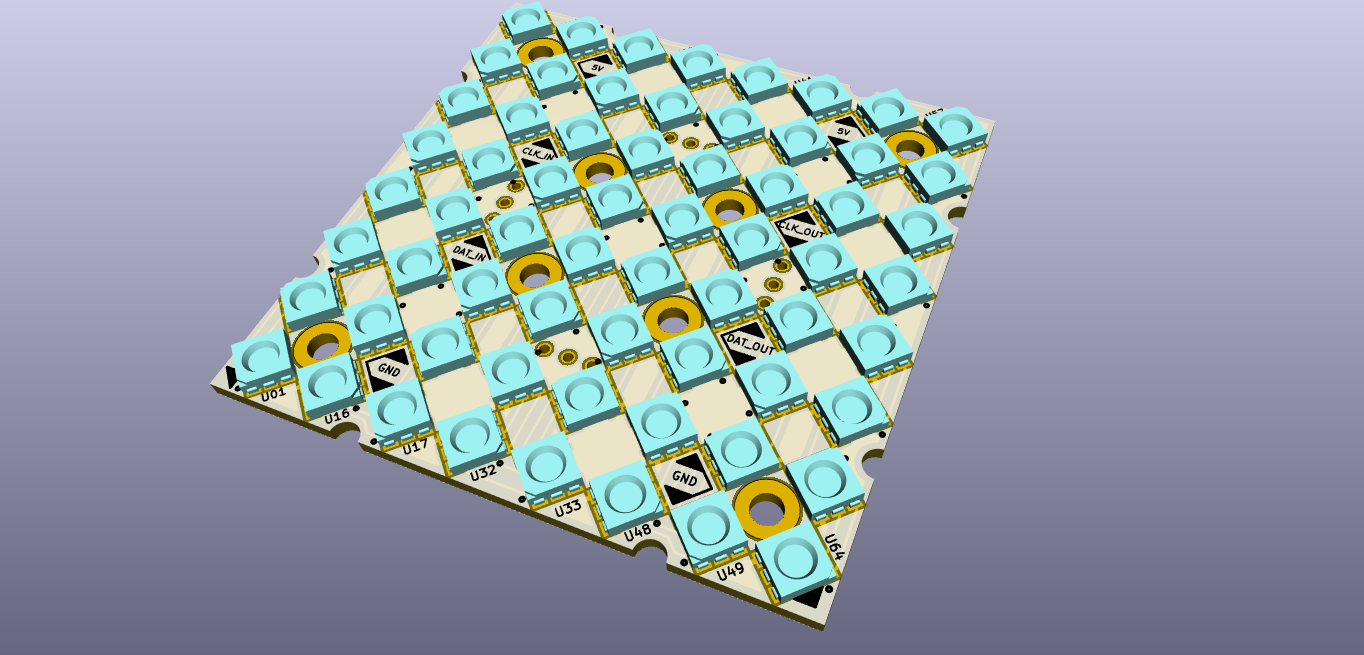 5V
5V
CLK_IN
CLK_OUT
DAT_IN
DAT_OUT
GND
U01
U16
U17
U32
GND
U33
U48
U49
U64